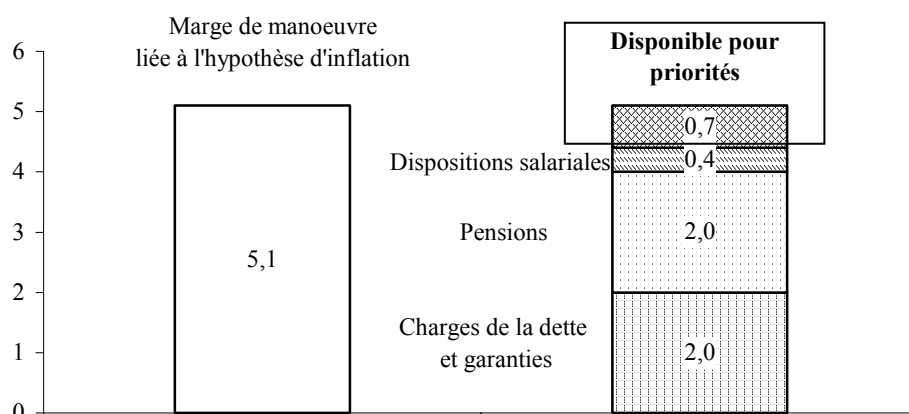 Marge de manoeuvre
liée à l'hypothèse d'inflation
Disponible pour
priorités
6
5
4
3
2
1
0
5,1
0,7
Dispositions salariales
0,4
Pensions
2,0
Charges de la dette
et garanties
2,0